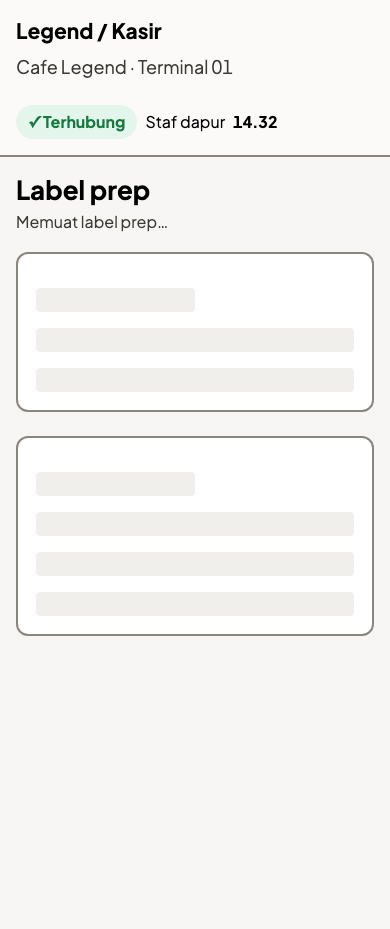 Legend / Kasir
Cafe Legend · Terminal 01
✓Terhubung Staf dapur 14.32
Label prep
Memuat label prep…